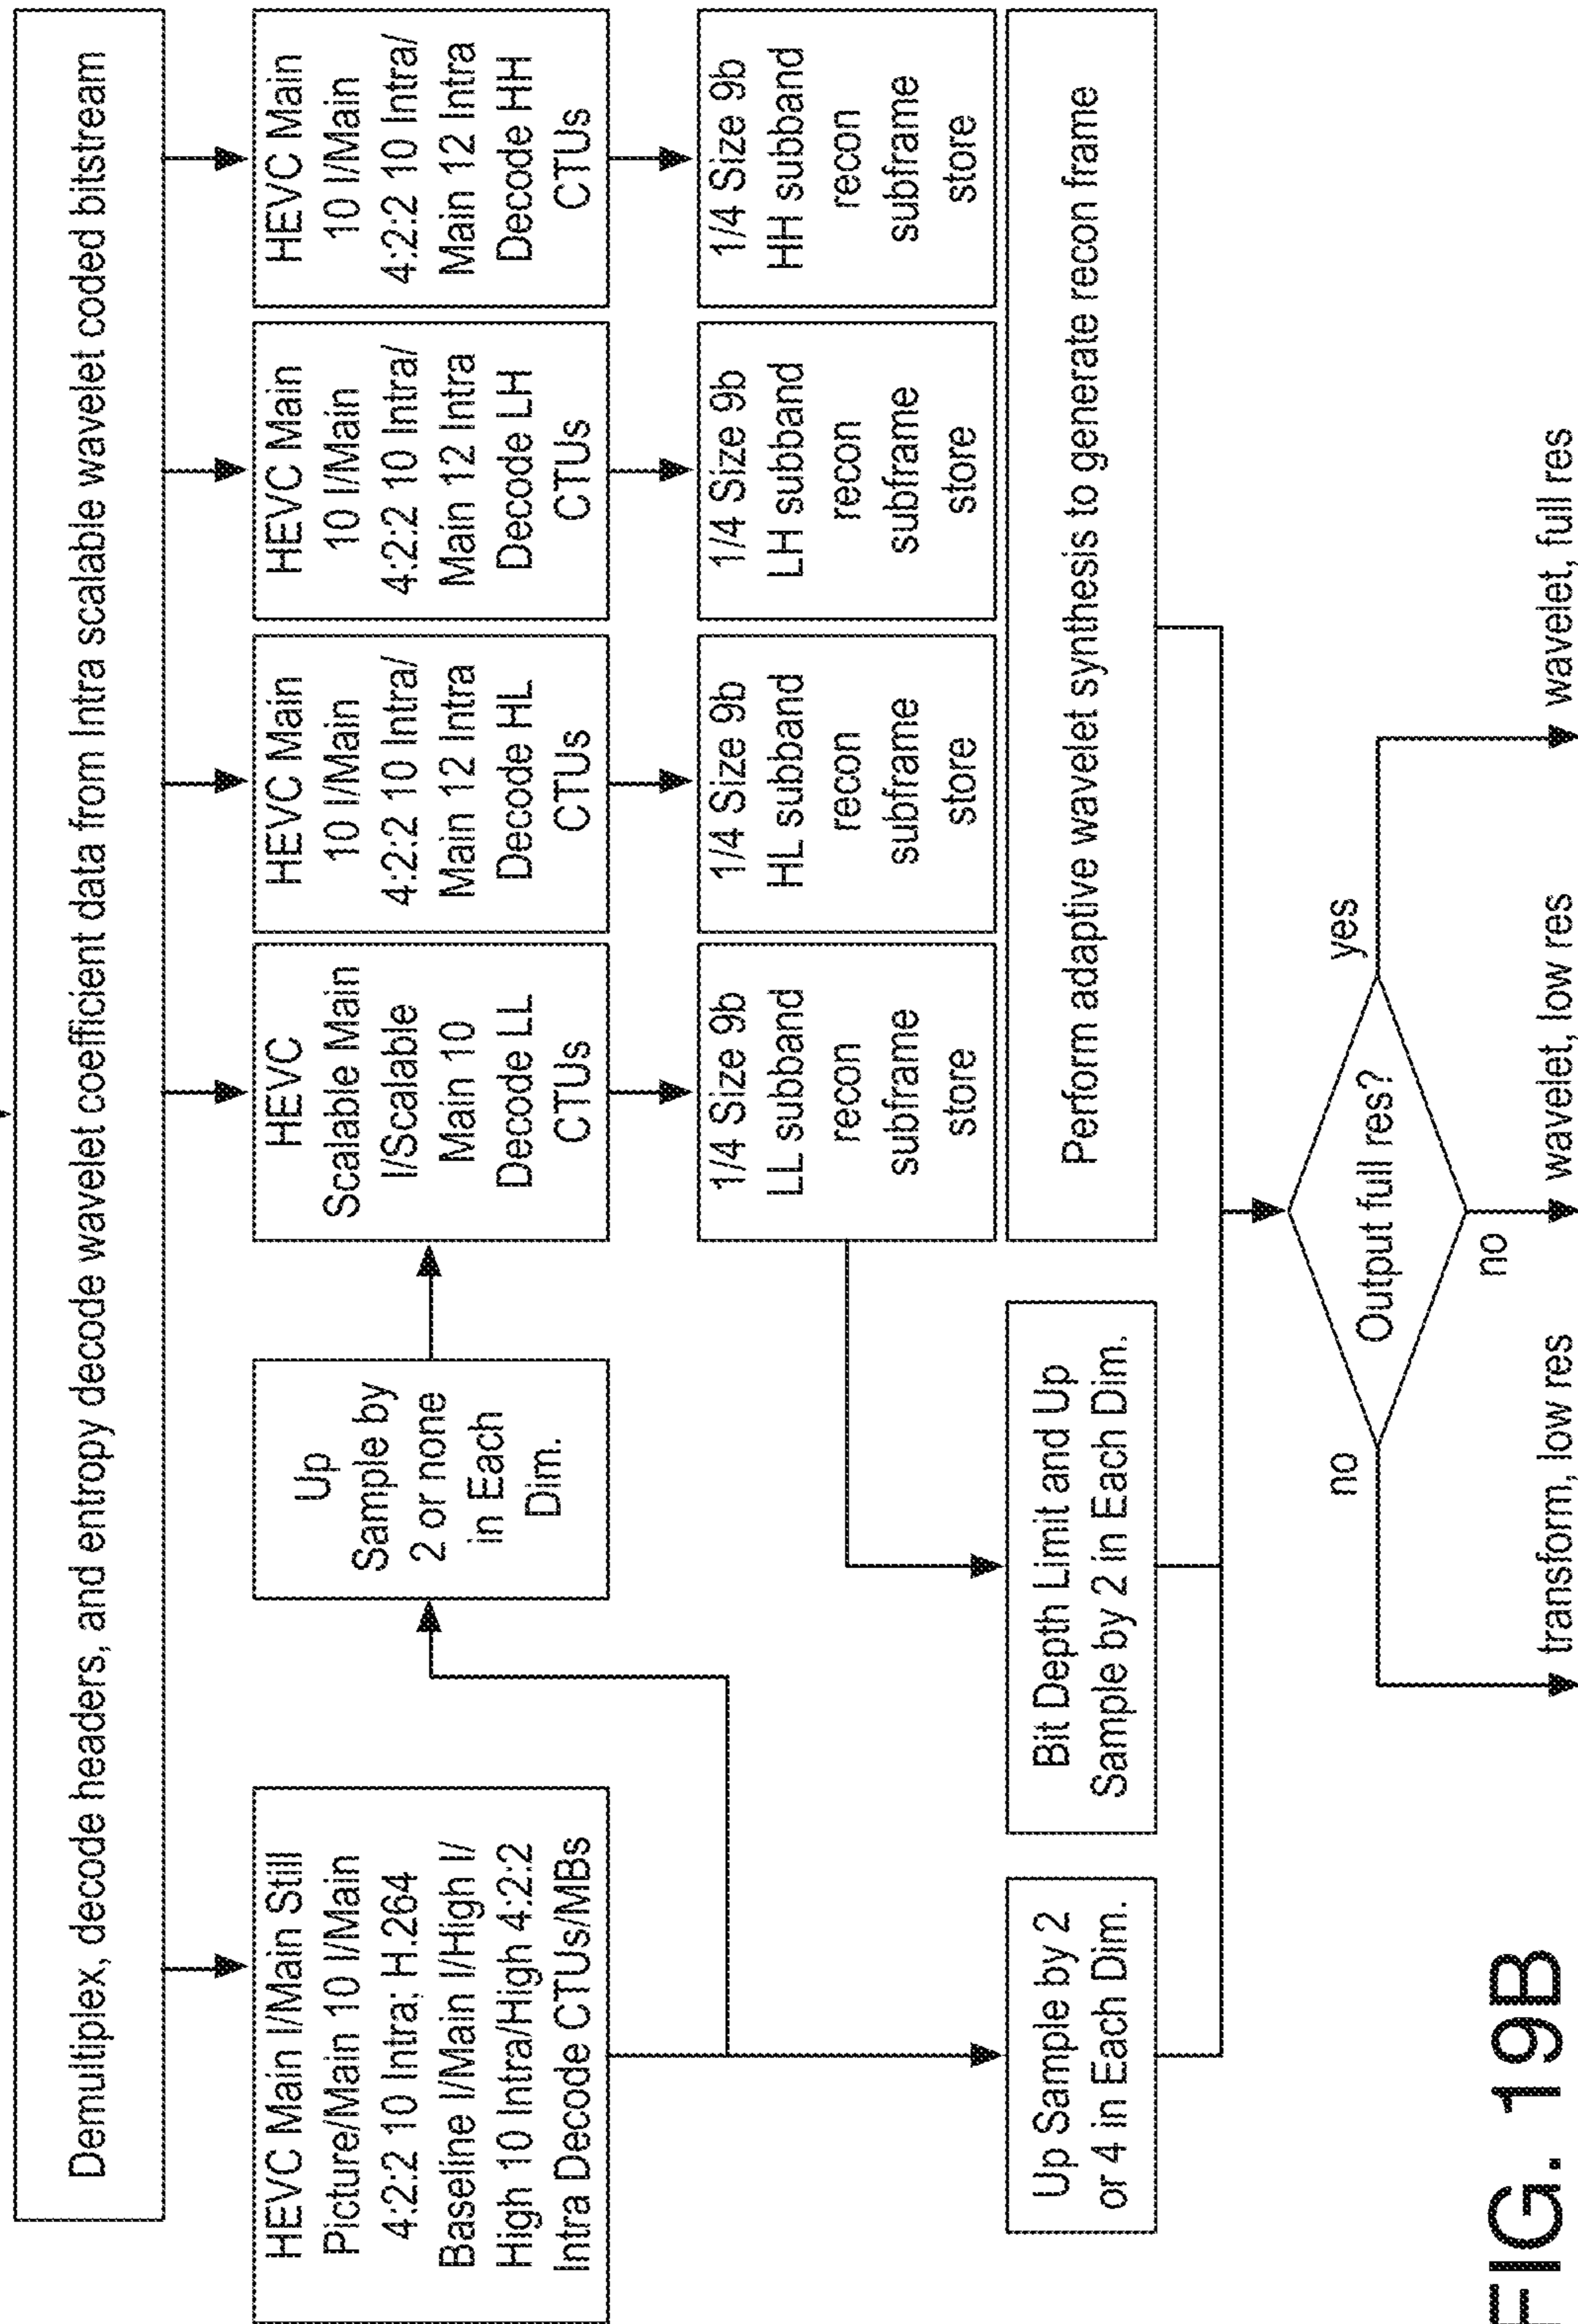 Demultiplex, decode headers, and entropy decode wavelet coefficient data from Intra scalable wavelet coded bitstream
HEVC Main I/Main Still
Picture/Main 10 I/Main
4:2:2 10 Intra; H.264
Baseline I/Main I/High I/
High 10 Intra/High 4:2:2
Intra Decode CTUs/MBs
Up
Sample by
2 or none
in Each
Dim.
HEVC
Scalable Main
I/Scalable
Main 10
Decode LL
CTUs
HEVC Main
10 I/Main
4:2:2 10 Intra/
Main 12 Intra
Decode HL
CTUs
HEVC Main
10 I/Main
4:2:2 10 Intra/
Main 12 Intra
Decode LH
CTUs
HEVC Main
10 I/Main
4:2:2 10 Intra/
Main 12 Intra
Decode HH
CTUs
1/4 Size 9b
LL subband
recon
subframe
store
1/4 Size 9b
HL subband
recon
subframe
store
1/4 Size 9b
LH subband
recon
subframe
store
1/4 Size 9b
HH subband
recon
subframe
store
Up Sample by 2
or 4 in Each Dim.
Bit Depth Limit and Up
Sample by 2 in Each Dim.
Perform adaptive wavelet synthesis to generate recon frame
Output full res?
no
no
yes
transform, low res
wavelet, low res
wavelet, full res
FIG. 19B